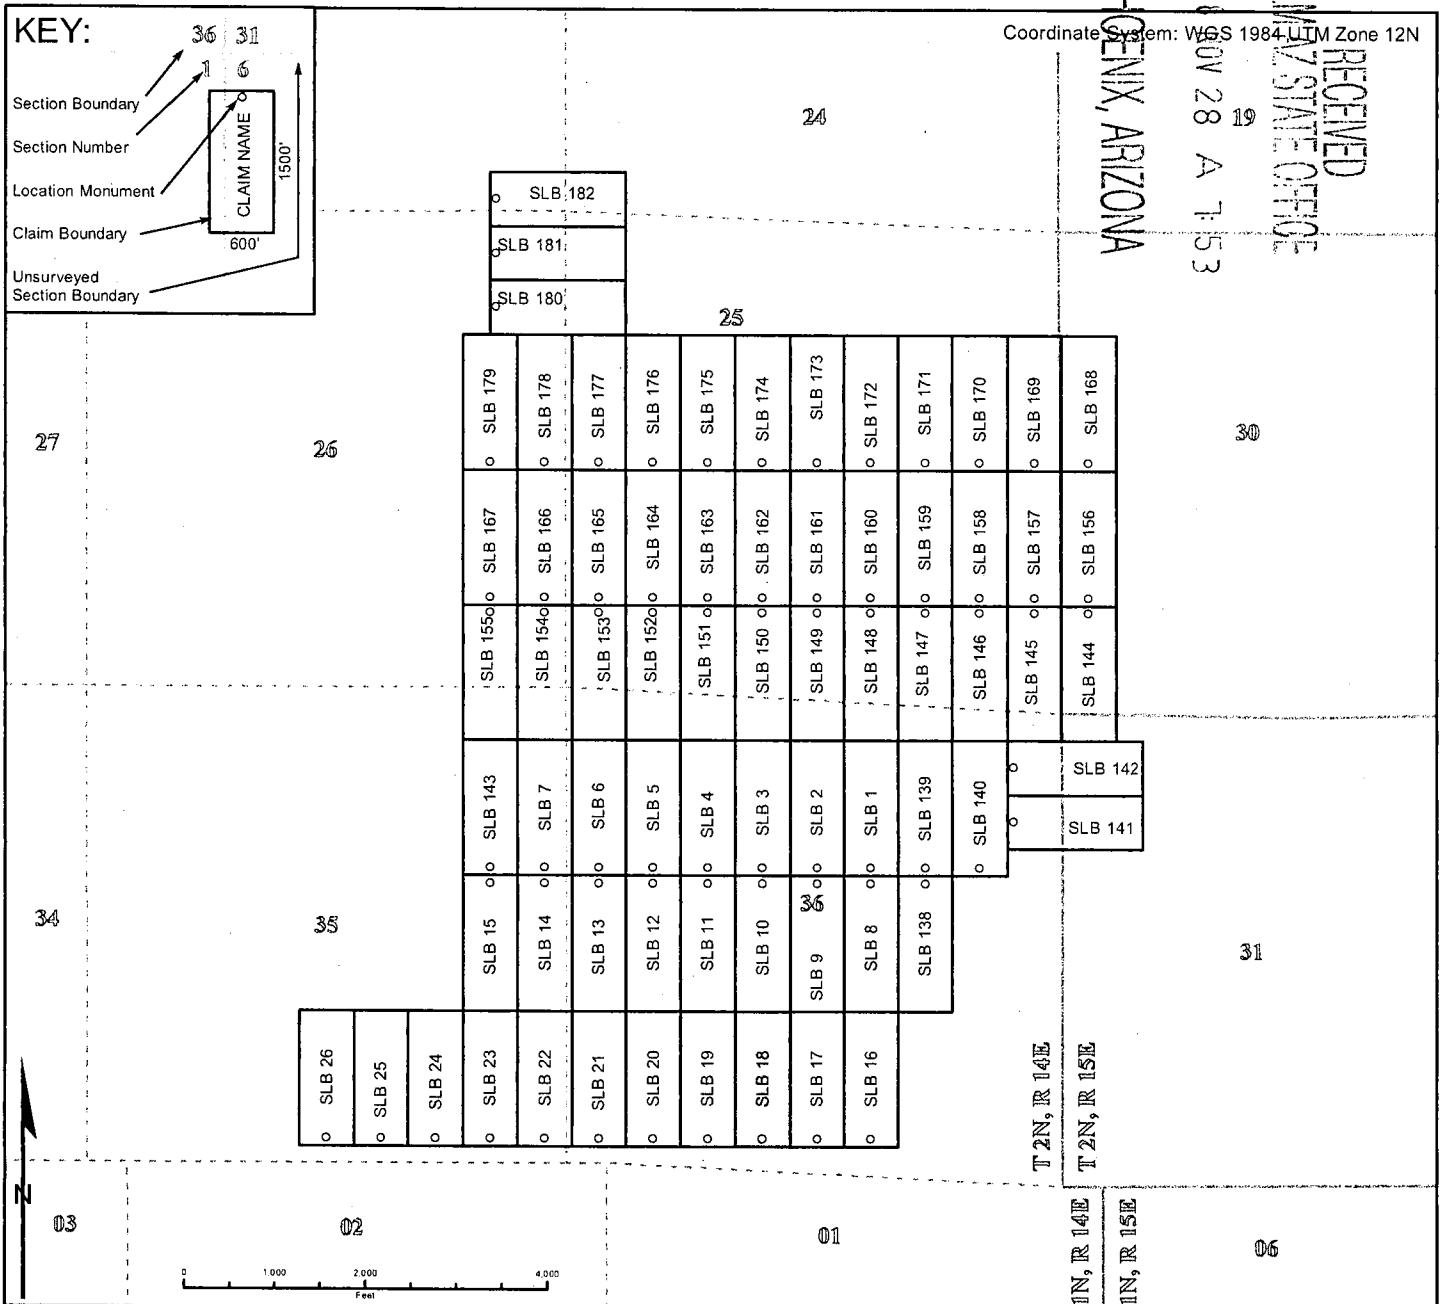 KEY:
36 31
1 6
Section Boundary
Section Number
Location Monument
Claim Boundary
Unsurveyed
Section Boundary
CLAIM NAME
1500'
600'
Coordinate System: WGS 1984 UTM Zone 12N
RECEIVED
AZ STATE OFFICE
NOV 28 A 7:53
ARIZONA
24
19
SLB 182
SLB 181
SLB 180
25
27
26
30
SLB 179
SLB 178
SLB 177
SLB 176
SLB 175
SLB 174
SLB 173
SLB 172
SLB 171
SLB 170
SLB 169
SLB 168
SLB 167
SLB 166
SLB 165
SLB 164
SLB 163
SLB 162
SLB 161
SLB 160
SLB 159
SLB 158
SLB 157
SLB 156
SLB 155
SLB 154
SLB 153
SLB 152
SLB 151
SLB 150
SLB 149
SLB 148
SLB 147
SLB 146
SLB 145
SLB 144
SLB 143
SLB 7
SLB 6
SLB 5
SLB 4
SLB 3
SLB 2
SLB 1
SLB 139
SLB 140
SLB 142
SLB 141
34
35
36
31
SLB 15
SLB 14
SLB 13
SLB 12
SLB 11
SLB 10
SLB 9
SLB 8
SLB 138
SLB 26
SLB 25
SLB 24
SLB 23
SLB 22
SLB 21
SLB 20
SLB 19
SLB 18
SLB 17
SLB 16
T 2N, R 14E
T 2N, R 15E
N
03
02
01
06
1N, R 14E
1N, R 15E
0 1,000 2,000 4,000
Feet